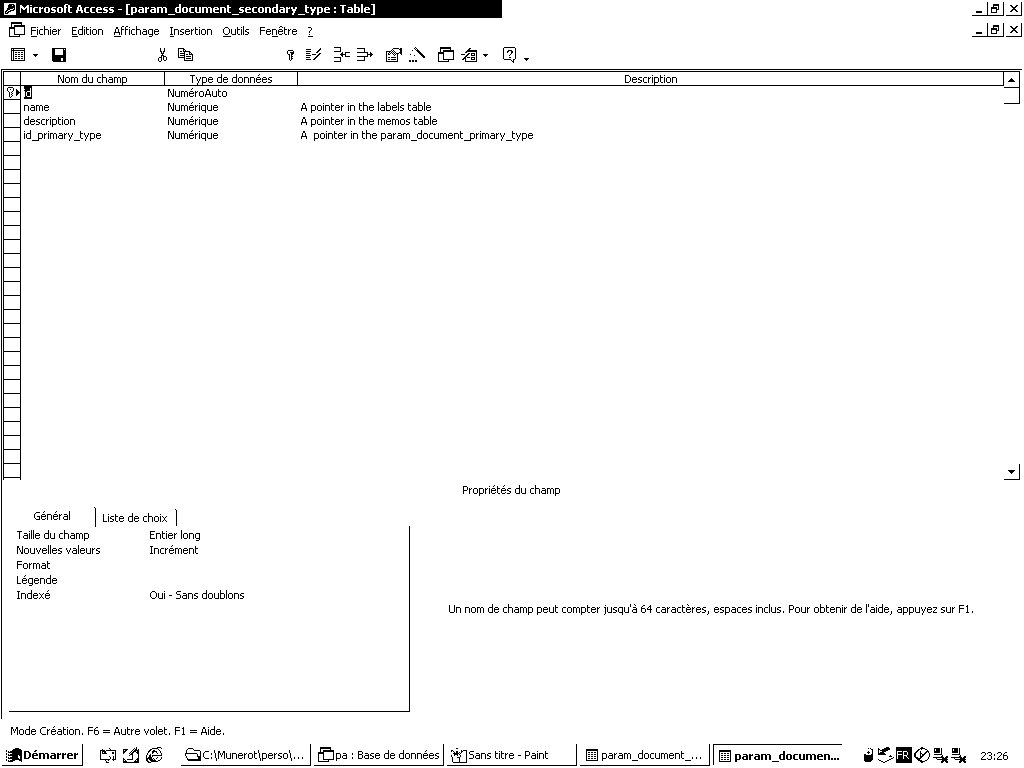 Microsoft Access - [param_document_secondary_type : Table]
Fichier Edition Affichage Insertion Outils Fenêtre ?
Nom du champ Type de données Description
id NuméroAuto
name Numérique A pointer in the labels table
description Numérique A pointer in the memos table
id_primary_type Numérique A  pointer in the param_document_primary_type
Propriétés du champ
Général Liste de choix
Taille du champ Entier long
Nouvelles valeurs Incrément
Format
Légende
Indexé Oui - Sans doublons
Un nom de champ peut compter jusqu'à 64 caractères, espaces inclus. Pour obtenir de l'aide, appuyez sur F1.
Mode Création. F6 = Autre volet. F1 = Aide.
Démarrer C:\Munerot\perso\... pa : Base de données Sans titre - Paint param_document_... param_documen... FR 23:26